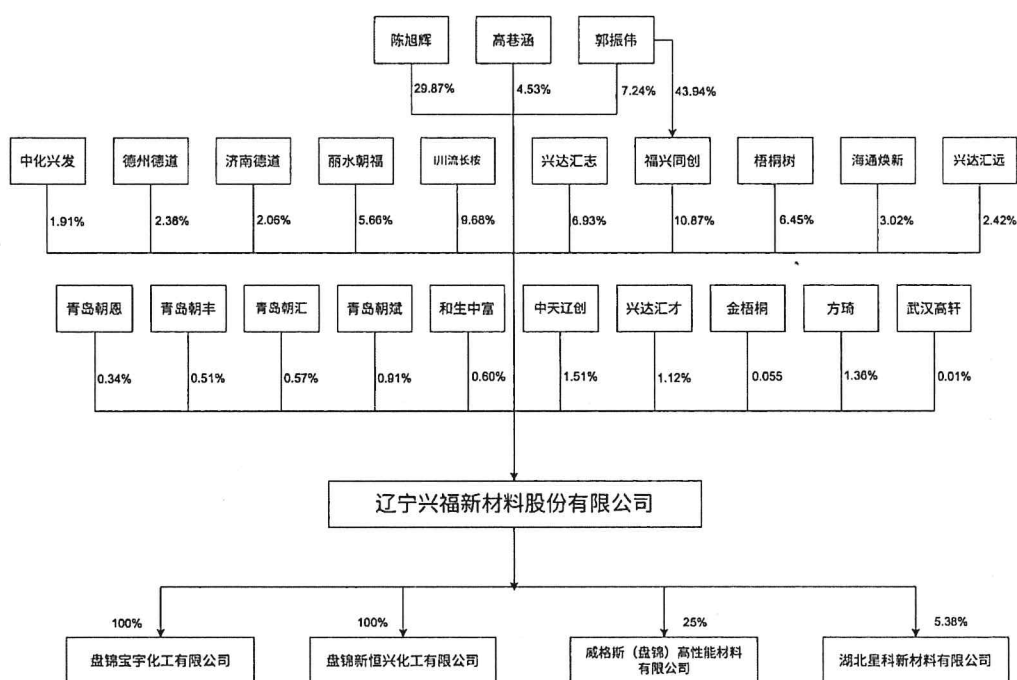 陈旭辉 高巷涵 郭振伟
29.87% 4.53% 7.24% 43.94%
中化兴发 德州德道 济南德道 丽水朝福 川流长桉 兴达汇志 福兴同创 梧桐树 海通焕新 兴达汇远
1.91% 2.38% 2.06% 5.66% 9.68% 6.93% 10.87% 6.45% 3.02% 2.42%
青岛朝恩 青岛朝丰 青岛朝汇 青岛朝斌 和生中富 中天辽创 兴达汇才 金梧桐 方琦 武汉高轩
0.34% 0.51% 0.57% 0.91% 0.60% 1.51% 1.12% 0.055 1.36% 0.01%
辽宁兴福新材料股份有限公司
100% 100% 25% 5.38%
盘锦宝宇化工有限公司 盘锦新恒兴化工有限公司 威格斯（盘锦）高性能材料 湖北星科新材料有限公司
有限公司